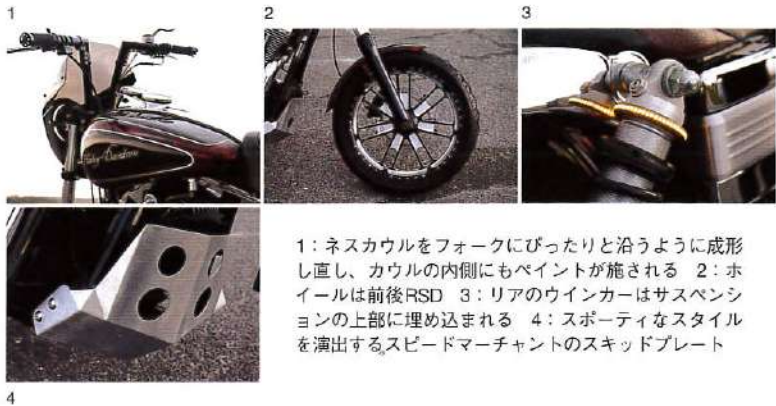 1
2
3
Harley-Davidson
1：ネスカウルをフォークにぴったりと沿うように成形
し直し、カウルの内側にもペイントが施される 2：ホ
イールは前後RSD 3：リアのウインカーはサスペンシ
ョンの上部に埋め込まれる 4：スポーティなスタイル
を演出するスピードマーチャントのスキッドプレート
4